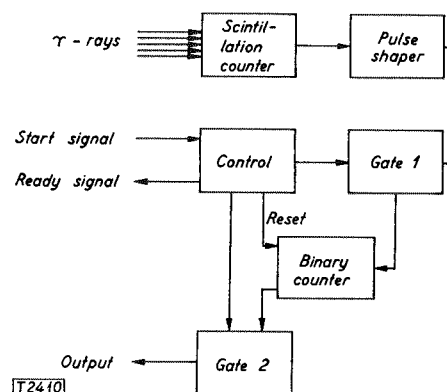 γ - rays
Scintil-
lation
counter
Pulse
shaper
Start signal
Ready signal
Control
Gate 1
Reset
Binary
counter
Output
Gate 2
T2410